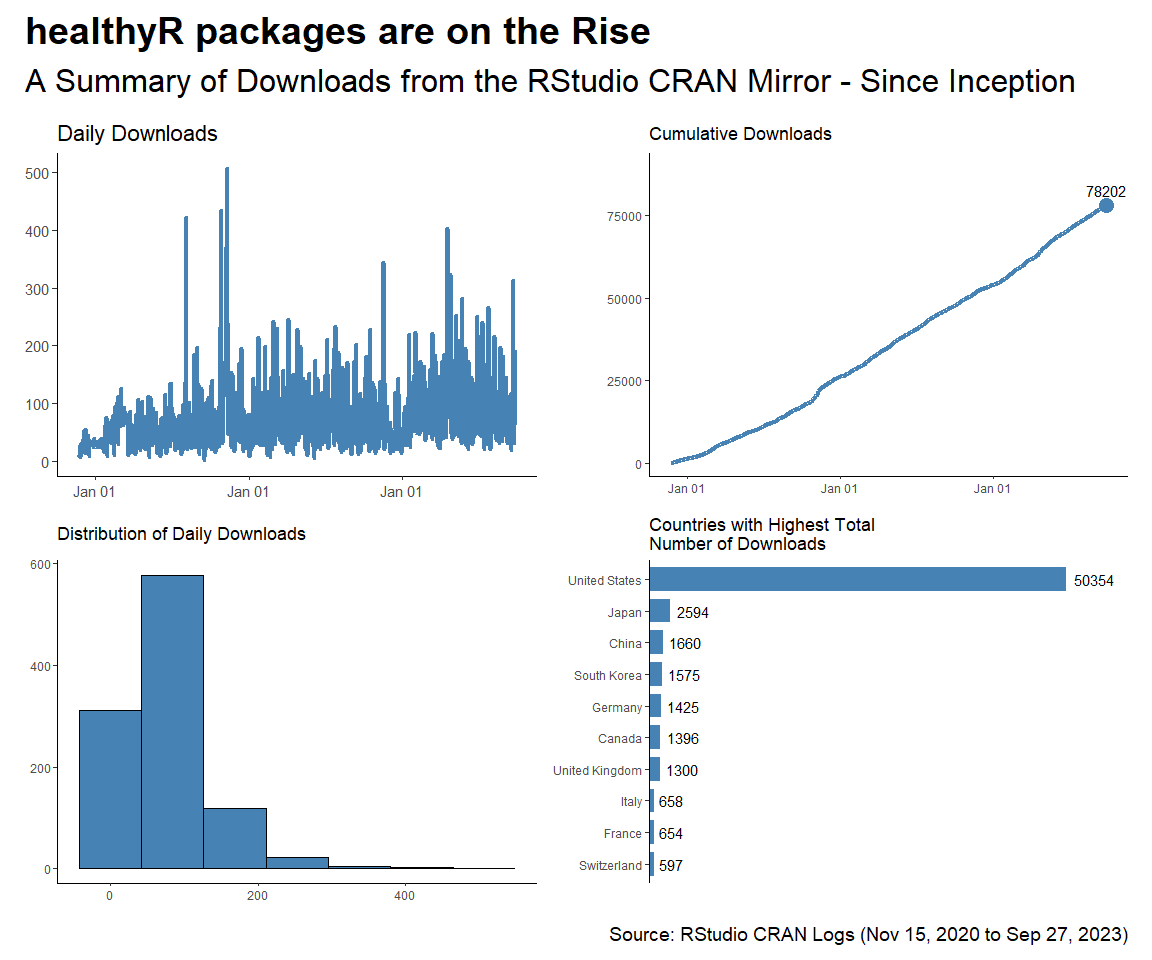 healthyR packages are on the Rise
A Summary of Downloads from the RStudio CRAN Mirror - Since Inception
Daily Downloads
500
400
300
200
100
0
Jan 01 Jan 01 Jan 01
Cumulative Downloads
78202
75000
50000
25000
0
Jan 01 Jan 01 Jan 01
Distribution of Daily Downloads
600
400
200
0
0 200 400
Countries with Highest Total
Number of Downloads
United States 50354
Japan 2594
China 1660
South Korea 1575
Germany 1425
Canada 1396
United Kingdom 1300
Italy 658
France 654
Switzerland 597
Source: RStudio CRAN Logs (Nov 15, 2020 to Sep 27, 2023)